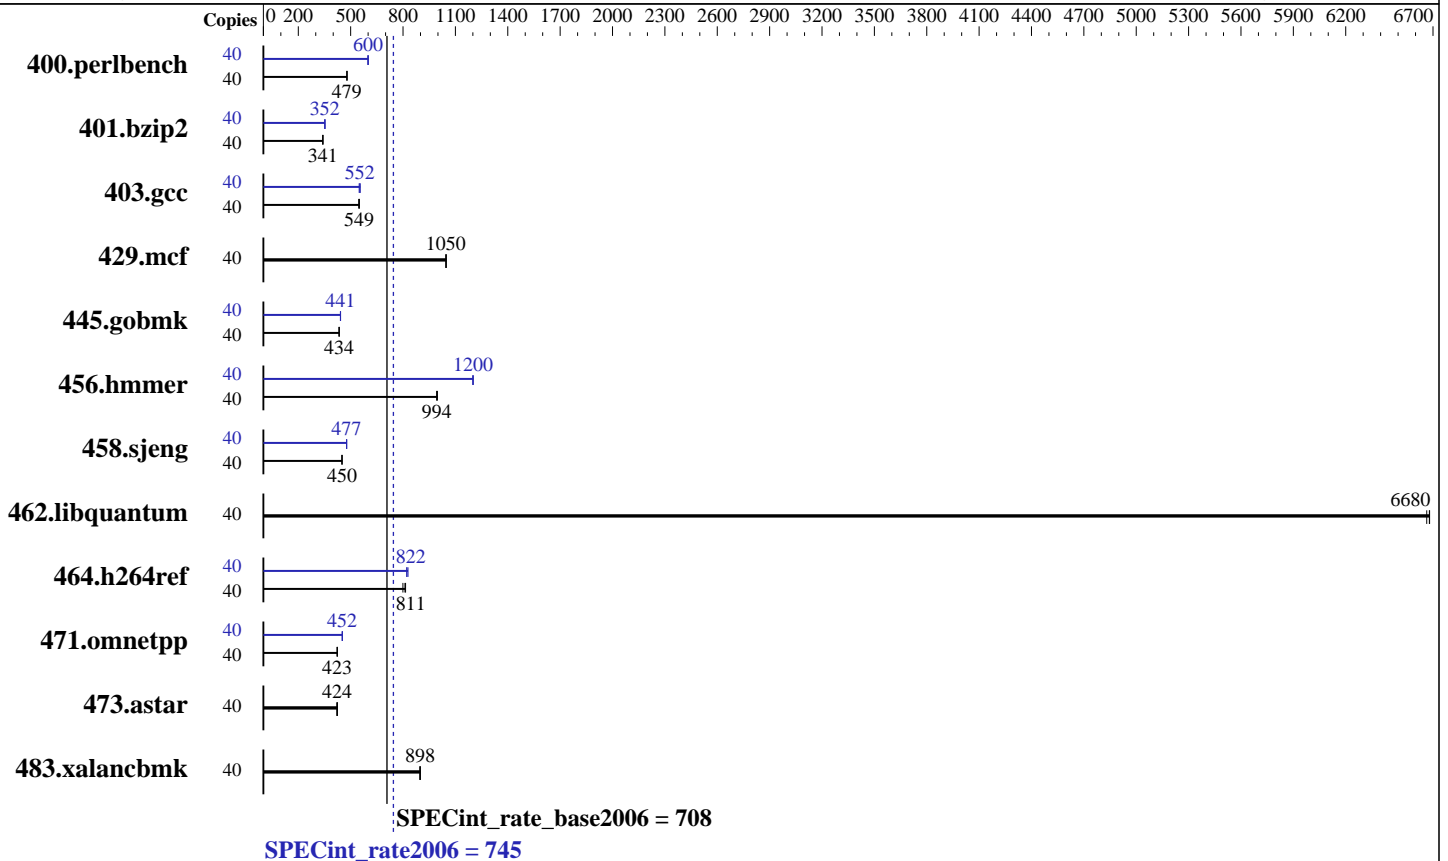 Copies 0 200 500 800 1100 1400 1700 2000 2300 2600 2900 3200 3500 3800 4100 4400 4700 5000 5300 5600 5900 6200 6700
400.perlbench 40 600
40 479
401.bzip2 40 352
40 341
403.gcc 40 552
40 549
429.mcf 40 1050
445.gobmk 40 441
40 434
456.hmmer 40 1200
40 994
458.sjeng 40 477
40 450
462.libquantum 40 6680
464.h264ref 40 822
40 811
471.omnetpp 40 452
40 423
473.astar 40 424
483.xalancbmk 40 898
SPECint_rate_base2006 = 708
SPECint_rate2006 = 745